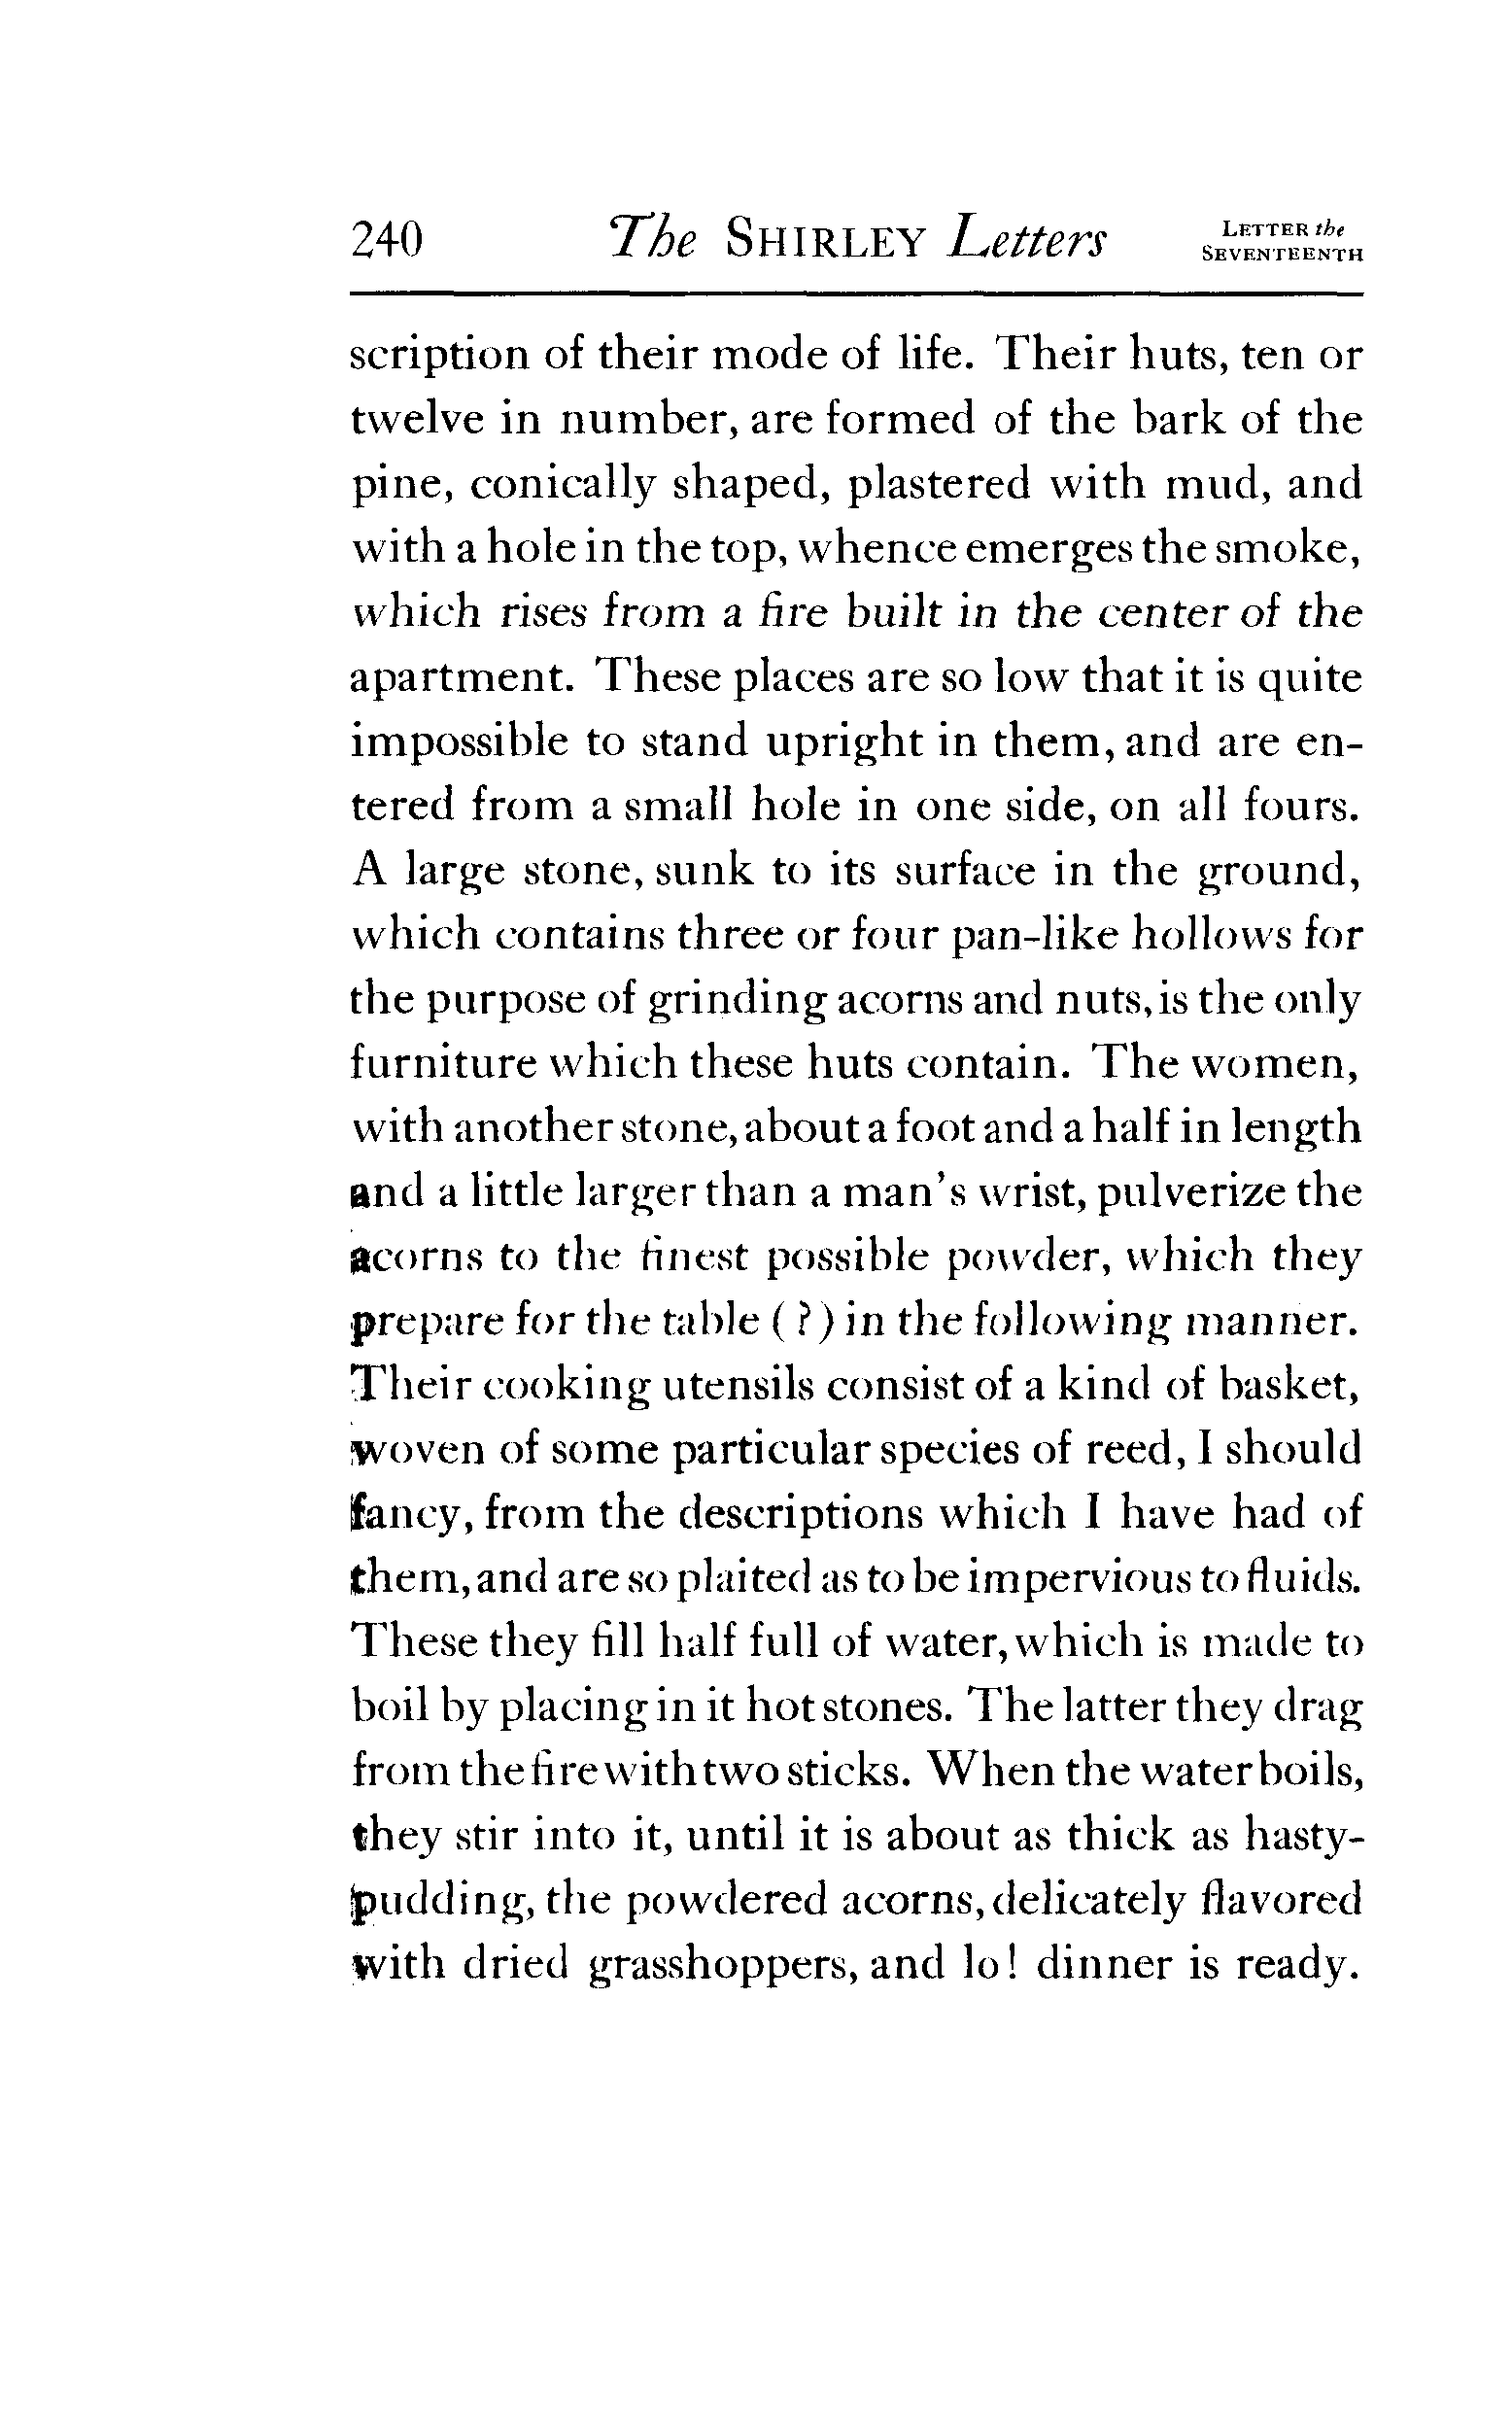 240 The SHIRLEY Letters LETTER the
SEVENTEENTH
scription of their mode of life. Their huts, ten or
twelve in number, are formed of the bark of the
pine, conically shaped, plastered with mud, and
with a hole in the top, whence emerges the smoke,
which rises from a fire built in the center of the
apartment. These places are so low that it is quite
impossible to stand upright in them, and are en-
tered from a small hole in one side, on all fours.
A large stone, sunk to its surface in the ground,
which contains three or four pan-like hollows for
the purpose of grinding acorns and nuts, is the only
furniture which these huts contain. The women,
with another stone, about a foot and a half in length
and a little larger than a man's wrist, pulverize the
acorns to the finest possible powder, which they
prepare for the table ( ? ) in the following manner.
Their cooking utensils consist of a kind of basket,
woven of some particular species of reed, I should
fancy, from the descriptions which I have had of
them, and are so plaited as to be impervious to fluids.
These they fill half full of water, which is made to
boil by placing in it hot stones. The latter they drag
from the fire with two sticks. When the water boils,
they stir into it, until it is about as thick as hasty-
pudding, the powdered acorns, delicately flavored
with dried grasshoppers, and lo! dinner is ready.